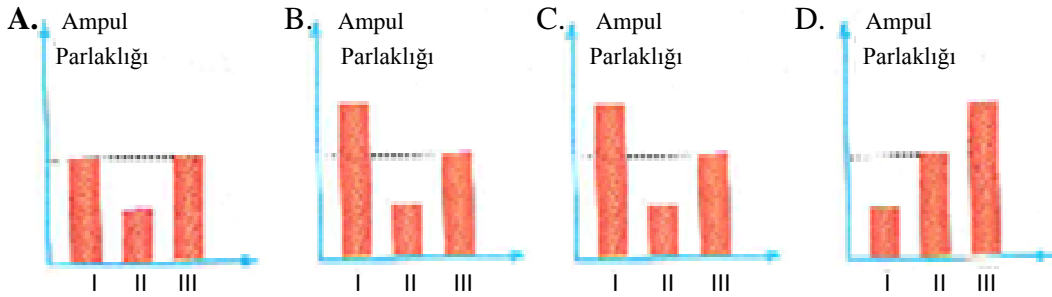 A. Ampul
Parlaklığı
I II III
B. Ampul
Parlaklığı
I II III
C. Ampul
Parlaklığı
I II III
D. Ampul
Parlaklığı
I II III